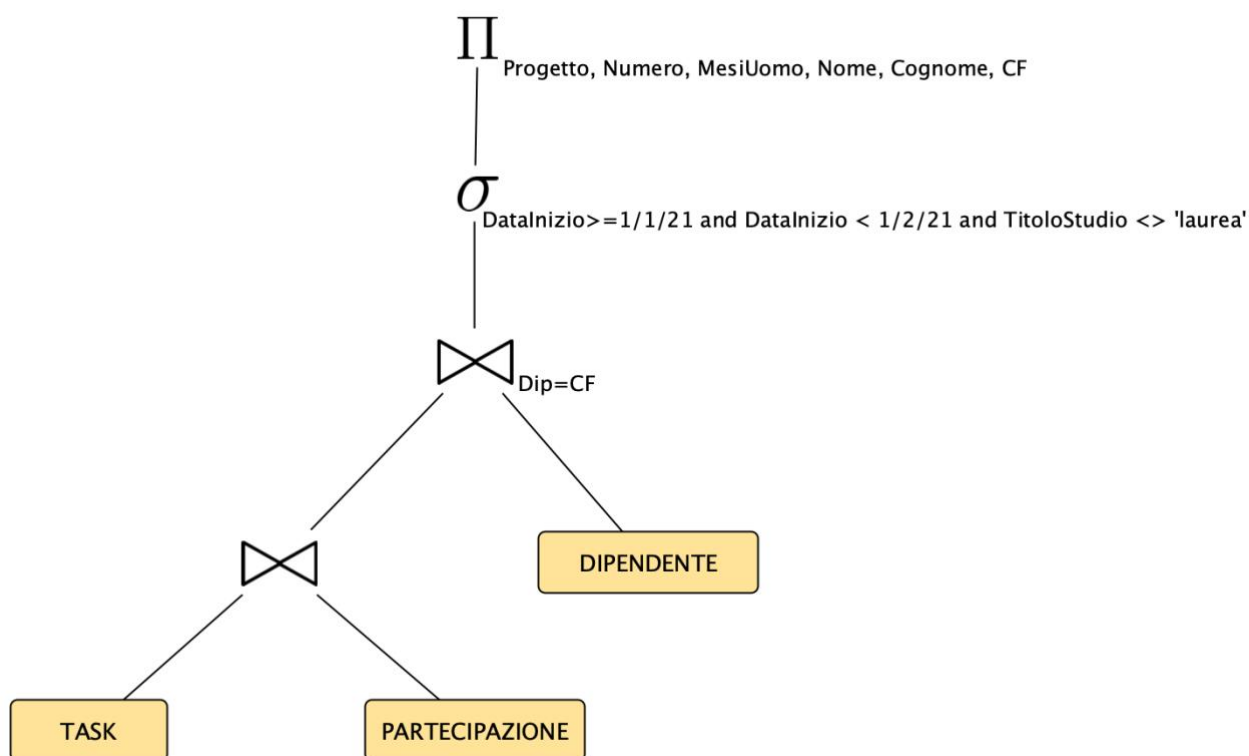 Π
Progetto, Numero, MesiUomo, Nome, Cognome, CF
σ
DataInizio>=1/1/21 and DataInizio < 1/2/21 and TitoloStudio <> 'laurea'
⋈
Dip=CF
⋈
DIPENDENTE
TASK
PARTECIPAZIONE